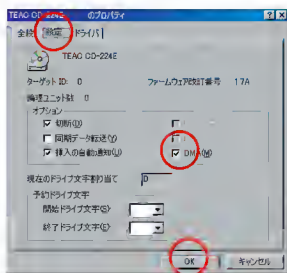 TEAC CD-224E のプロパティ
全般 設定 ドライバ
TEAC CD-224E
ターゲット ID: 0 ファームウェア改訂番号 17A
論理ユニット数 0
オプション
切断(D)
同期データ転送(Y)
挿入の自動通知(U) DMA(M)
現在のドライブ文字割り当て D
予約ドライブ文字
開始ドライブ文字(S):
終了ドライブ文字(E):
OK キャンセル